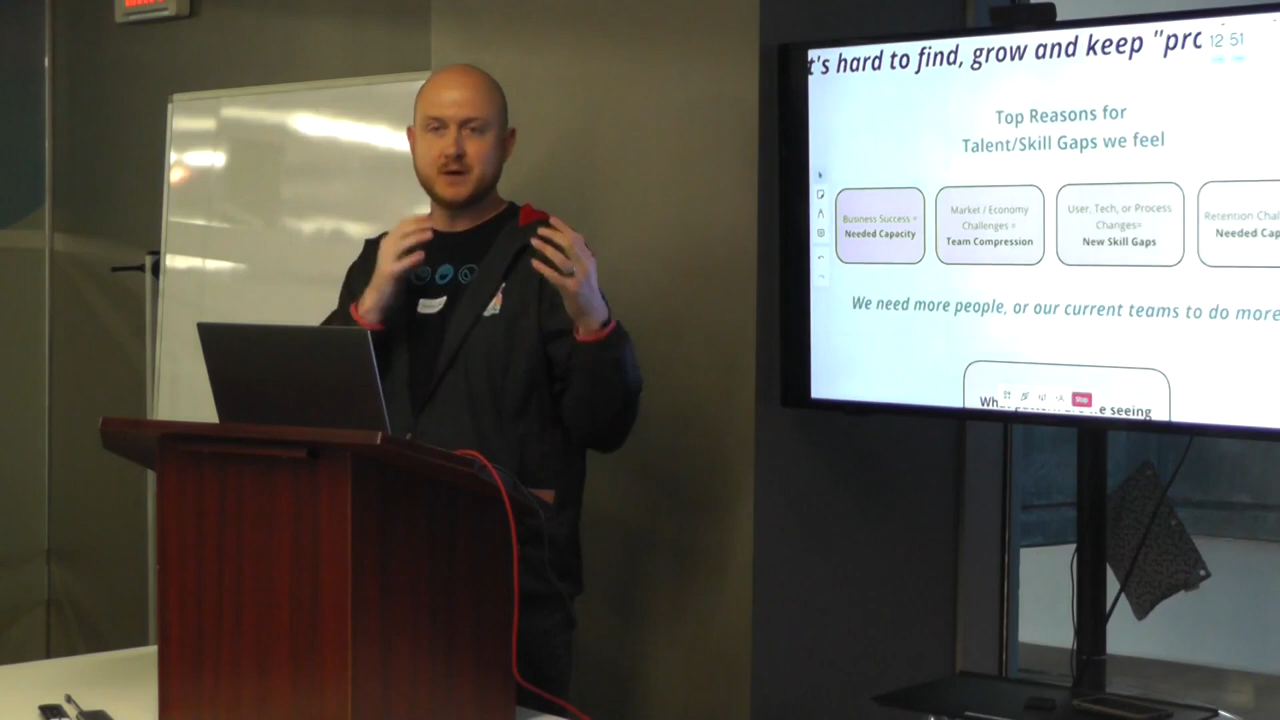 t's hard to find, grow and keep "pro
12 51
Top Reasons for
Talent/Skill Gaps we feel
Business Success =
Needed Capacity
Market / Economy
Challenges =
Team Compression
User, Tech, or Process
Changes=
New Skill Gaps
Retention Chal
Needed Cap
We need more people, or our current teams to do more
Stop
e seeing